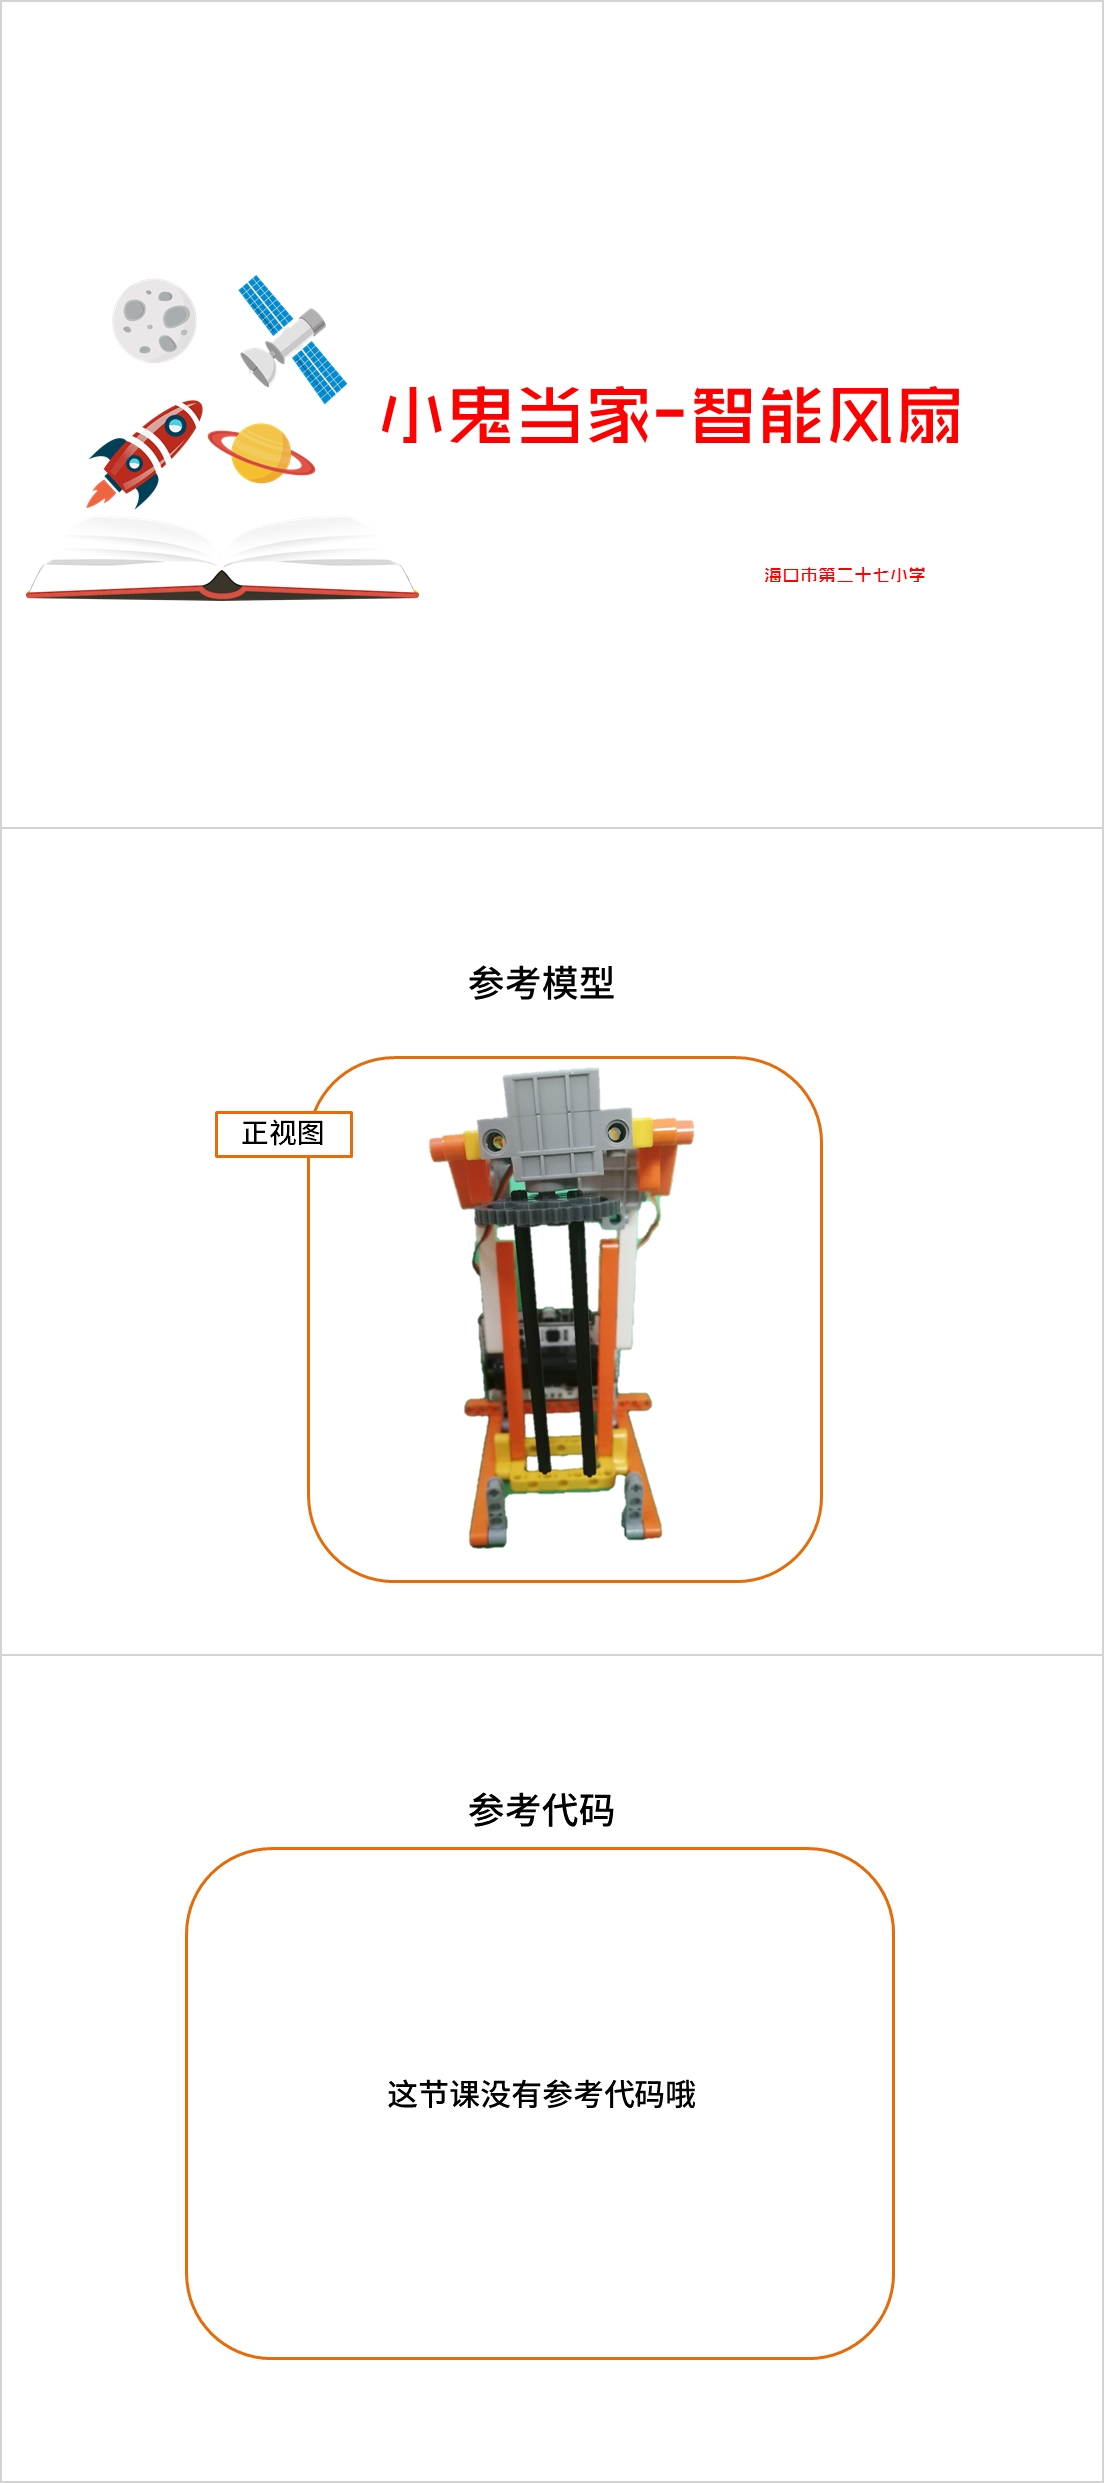 小鬼当家-智能风扇
海口市第二十七小学
参考模型
正视图
参考代码
这节课没有参考代码哦